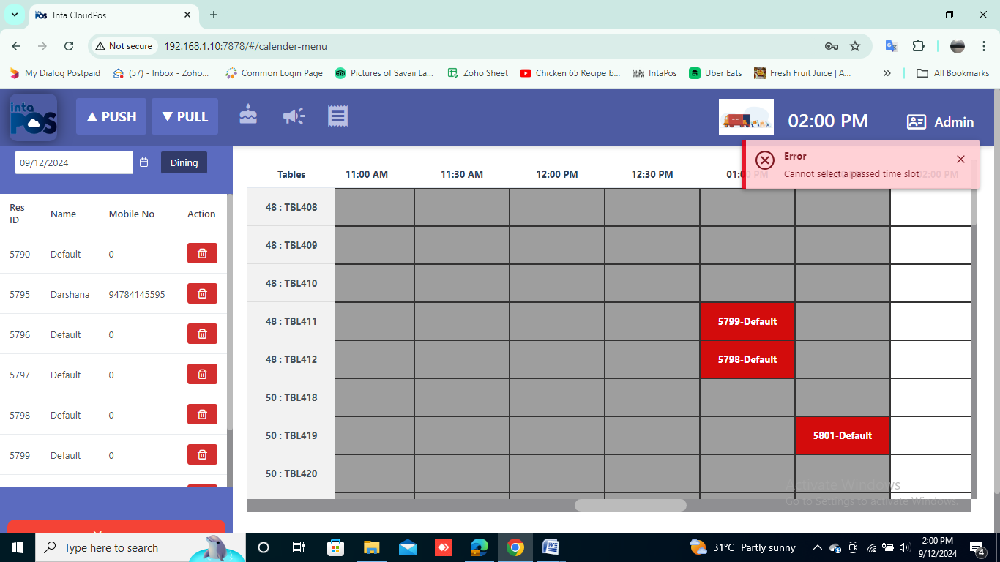 Inta CloudPos
Not secure
192.168.1.10:7878/#/calender-menu
My Dialog Postpaid
(57) - Inbox - Zoho...
Common Login Page
Pictures of Savaii La...
Zoho Sheet
Chicken 65 Recipe b...
IntaPos
Uber Eats
Fresh Fruit Juice | A...
All Bookmarks
inta
POS
PUSH
PULL
02:00 PM
Admin
09/12/2024
Dining
Error
Cannot select a passed time slot
Tables
11:00 AM
11:30 AM
12:00 PM
12:30 PM
01:00 PM
02:00 PM
Res ID
Name
Mobile No
Action
5790 Default 0
5795 Darshana 94784145595
5796 Default 0
5797 Default 0
5798 Default 0
5799 Default 0
48 : TBL408
48 : TBL409
48 : TBL410
48 : TBL411
5799-Default
48 : TBL412
5798-Default
50 : TBL418
50 : TBL419
5801-Default
50 : TBL420
Activate Windows
Go to Settings to activate Windows.
Type here to search
31°C Partly sunny
2:00 PM
9/12/2024
4